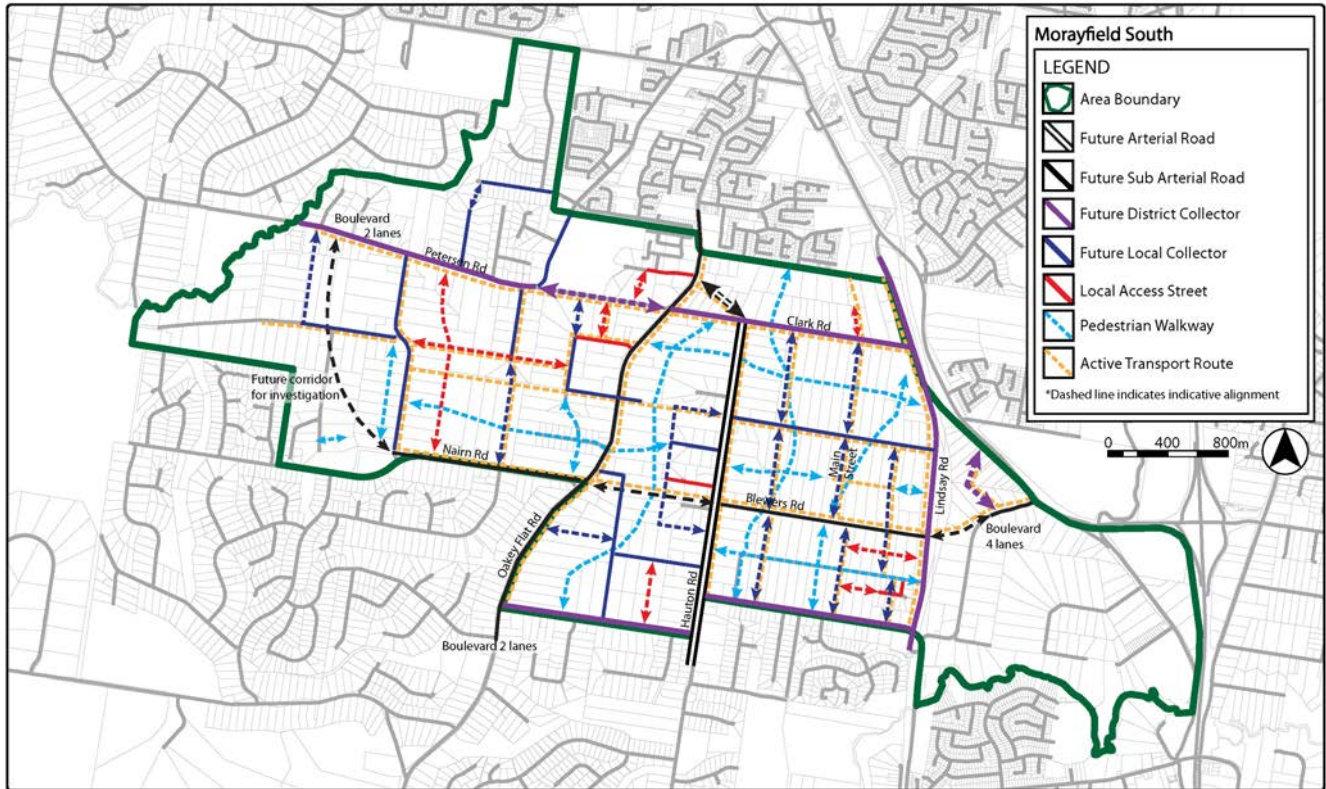 Morayfield South
LEGEND
Area Boundary
Future Arterial Road
Future Sub Arterial Road
Future District Collector
Future Local Collector
Local Access Street
Pedestrian Walkway
Active Transport Route
*Dashed line indicates indicative alignment
0 400 800m
Boulevard
2 lanes
Petersen Rd
Clark Rd
Future corridor
for investigation
Nairn Rd
Main
Street
Lindsay Rd
Blewers Rd
Oakey Flat Rd
Boulevard
4 lanes
Hauton Rd
Boulevard 2 lanes